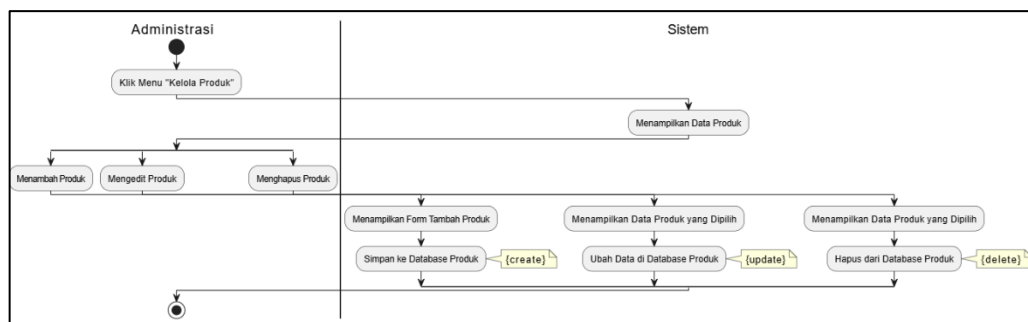 Administrasi
Sistem
Klik Menu "Kelola Produk"
Menampilkan Data Produk
Menambah Produk
Mengedit Produk
Menghapus Produk
Menampilkan Form Tambah Produk
Menampilkan Data Produk yang Dipilih
Menampilkan Data Produk yang Dipilih
Simpan ke Database Produk
{create}
Ubah Data di Database Produk
{update}
Hapus dari Database Produk
{delete}